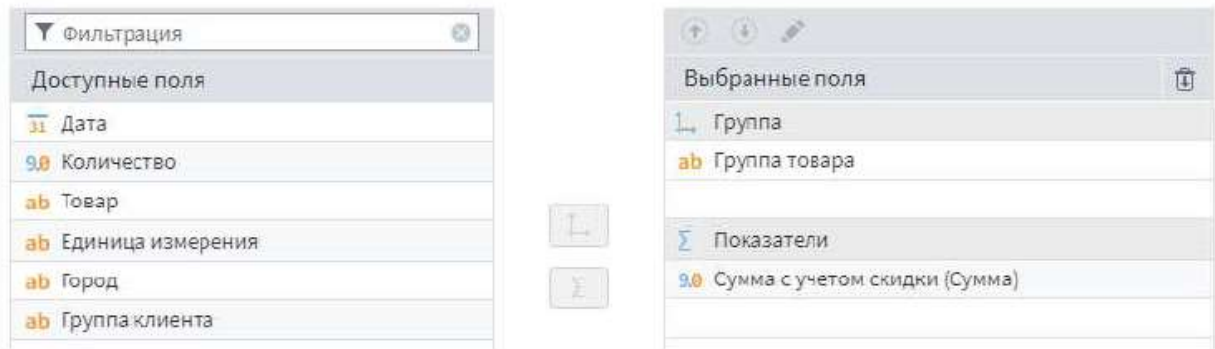 Фильтрация
Доступные поля
31 Дата
9.0 Количество
ab Товар
ab Единица измерения
ab Город
ab Группа клиента
Выбранные поля
Группа
ab Группа товара
Σ Показатели
9.0 Сумма с учетом скидки (Сумма)
Σ